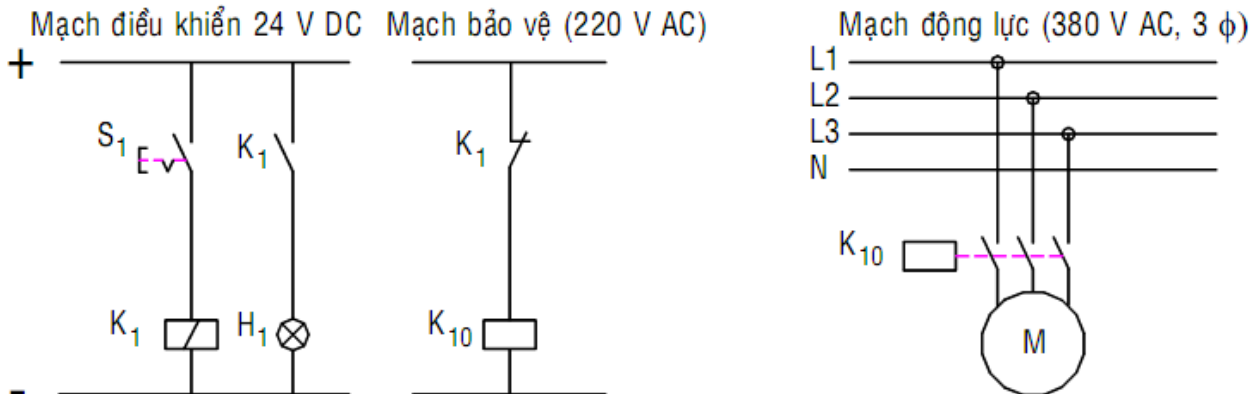 Mạch điều khiển 24 V DC
Mạch bảo vệ (220 V AC)
Mạch động lực (380 V AC, 3 ϕ)
+
L1
L2
L3
N
S1
K1
K1
K10
K1
H1
K10
M
-